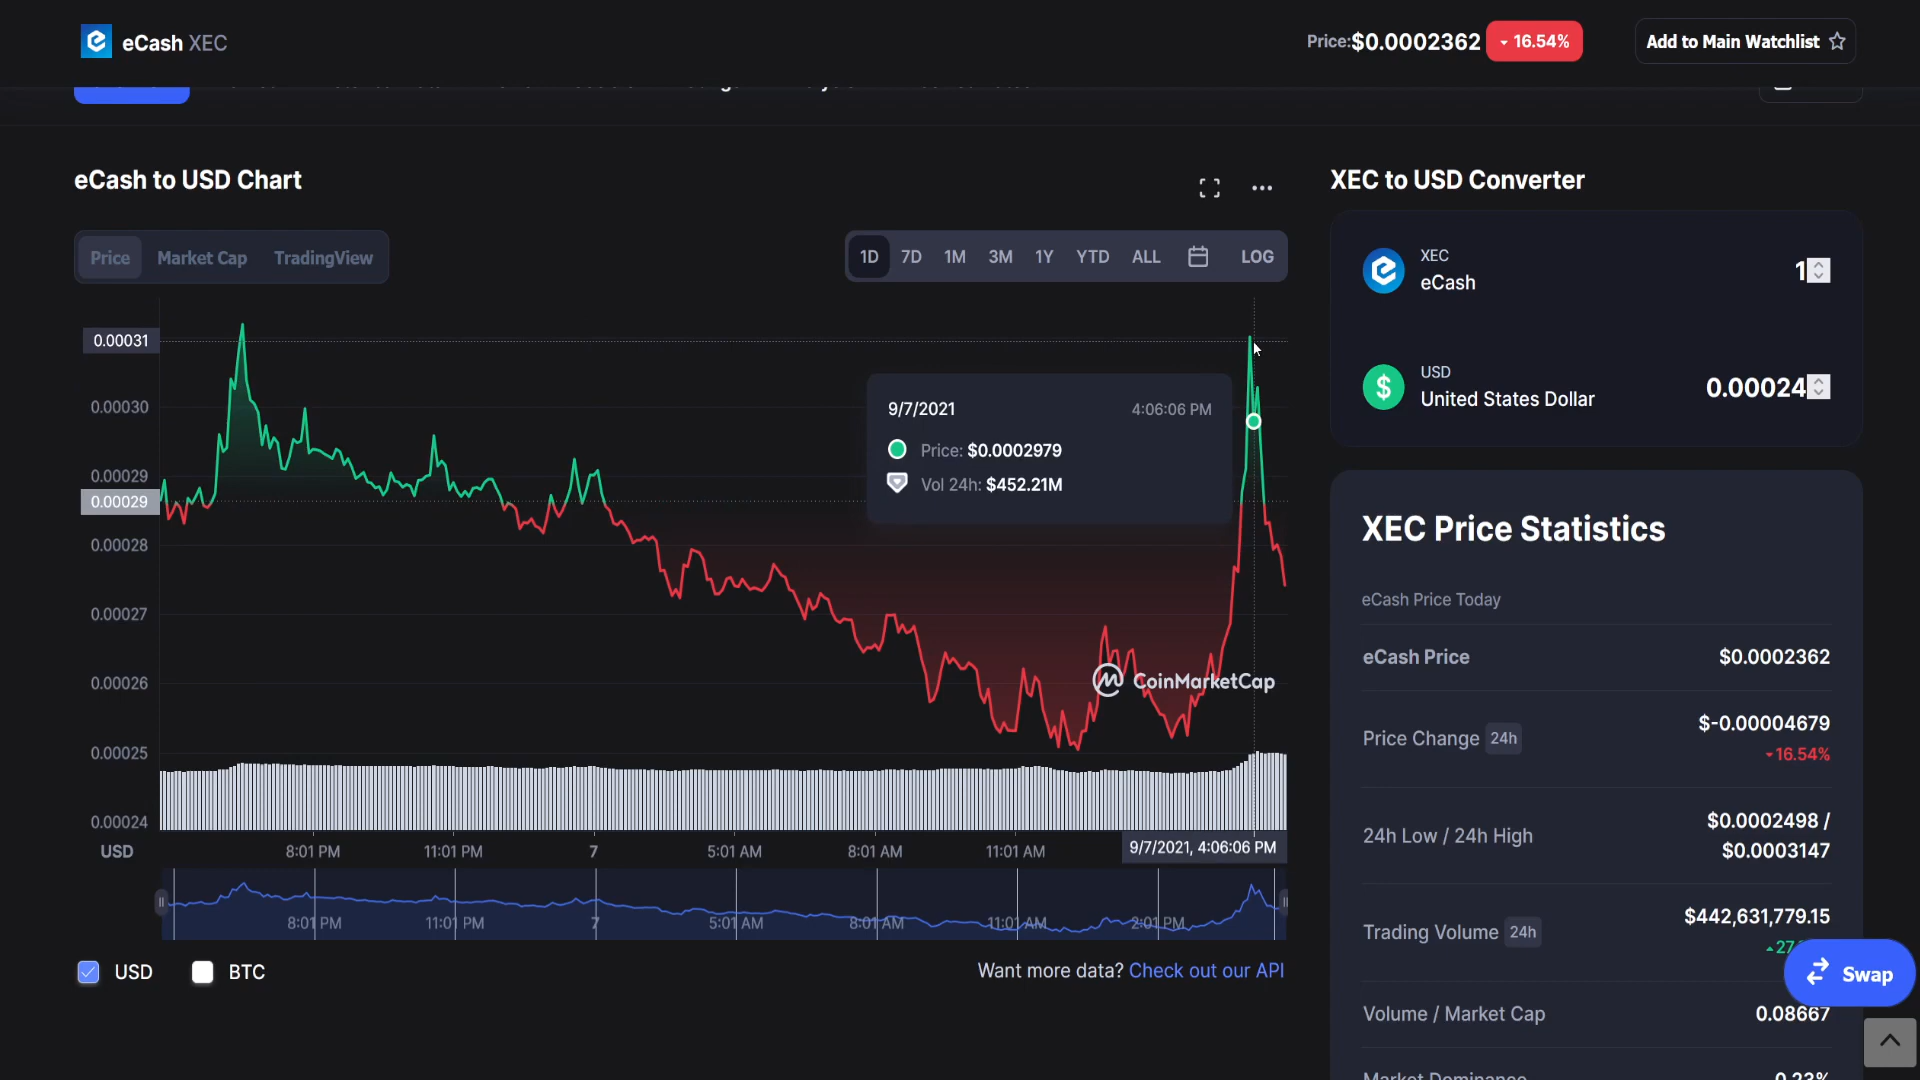 eCash XEC
Price:$0.0002362
16.54%
Add to Main Watchlist
eCash to USD Chart
Price
Market Cap
TradingView
1D
7D
1M
3M
1Y
YTD
ALL
LOG
0.00031
0.00030
0.00029
0.00029
0.00028
0.00027
0.00026
0.00025
0.00024
9/7/2021
4:06:06 PM
Price: $0.0002979
Vol 24h: $452.21M
CoinMarketCap
USD
8:01 PM
11:01 PM
7
5:01 AM
8:01 AM
11:01 AM
9/7/2021, 4:06:06 PM
8:01 PM
11:01 PM
7
5:01 AM
8:01 AM
11:01 AM
2:01 PM
USD
BTC
Want more data? Check out our API
XEC to USD Converter
XEC
eCash
1
USD
United States Dollar
0.00024
XEC Price Statistics
eCash Price Today
eCash Price
$0.0002362
Price Change 24h
$-0.00004679
16.54%
24h Low / 24h High
$0.0002498 /
$0.0003147
Trading Volume 24h
$442,631,779.15
27
Swap
Volume / Market Cap
0.08667
Market Dominance
0.23%